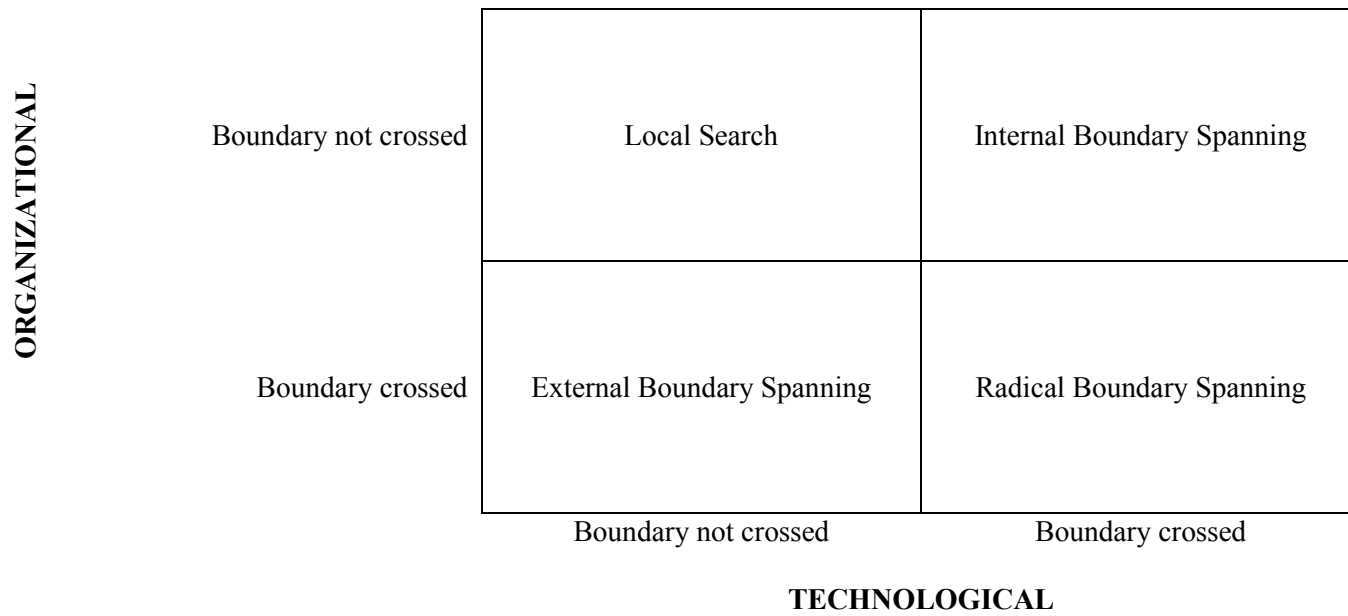 ORGANIZATIONAL
Boundary not crossed
Local Search
Internal Boundary Spanning
Boundary crossed
External Boundary Spanning
Radical Boundary Spanning
Boundary not crossed
Boundary crossed
TECHNOLOGICAL